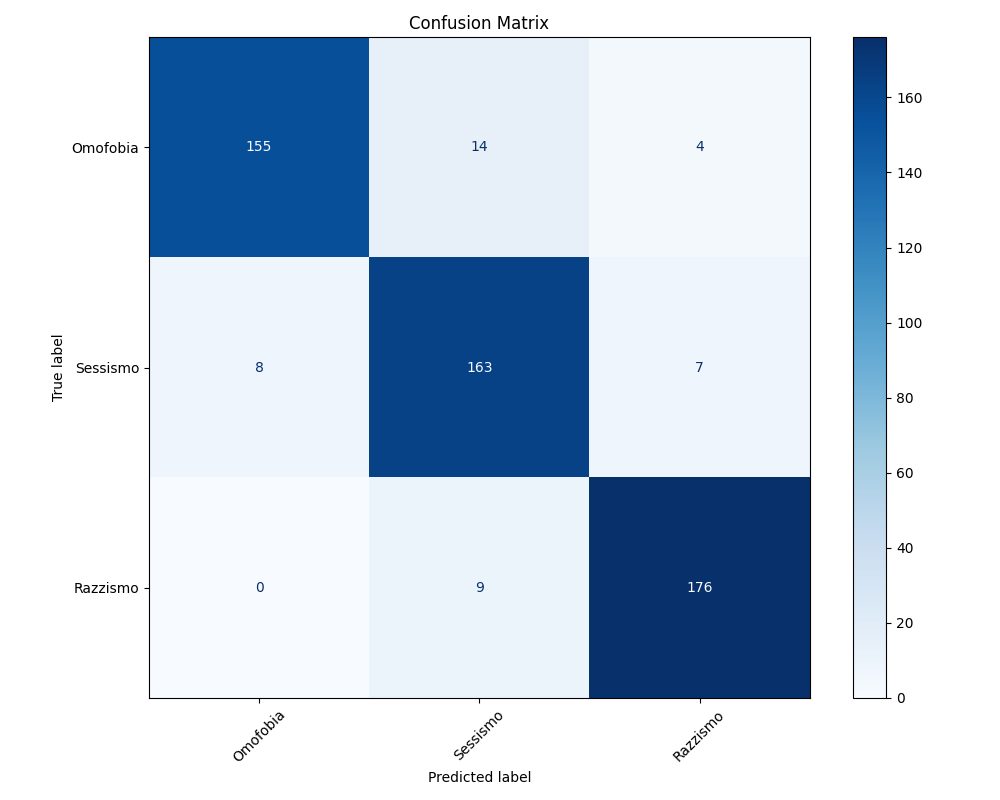 Confusion Matrix
Omofobia 155 14 4 160
140
120
100
True label
Sessismo 8 163 7
80
60
40
Razzismo 0 9 176
20
0
Omofobia Sessismo Razzismo
Predicted label